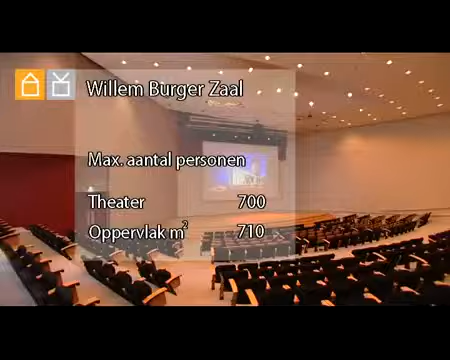 Willem Burger Zaal
Max. aantal personen
Theater 700
Oppervlak m² 710